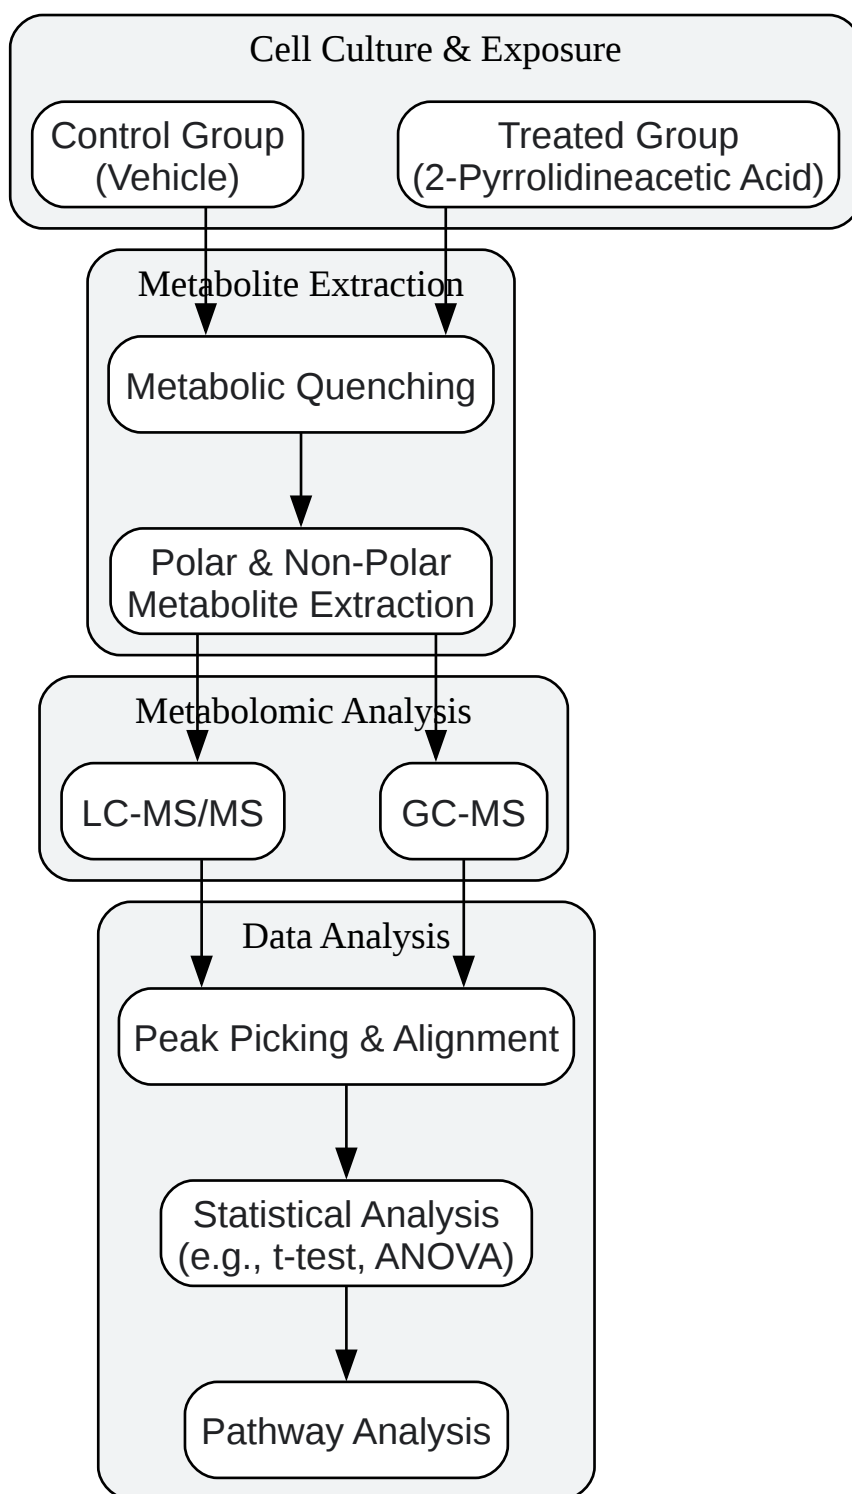 Cell Culture & Exposure
Control Group
(Vehicle)
Treated Group
(2-Pyrrolidineacetic Acid)
Metabolite Extraction
Metabolic Quenching
Polar & Non-Polar
Metabolite Extraction
Metabolomic Analysis
LC-MS/MS
GC-MS
Data Analysis
Peak Picking & Alignment
Statistical Analysis
(e.g., t-test, ANOVA)
Pathway Analysis